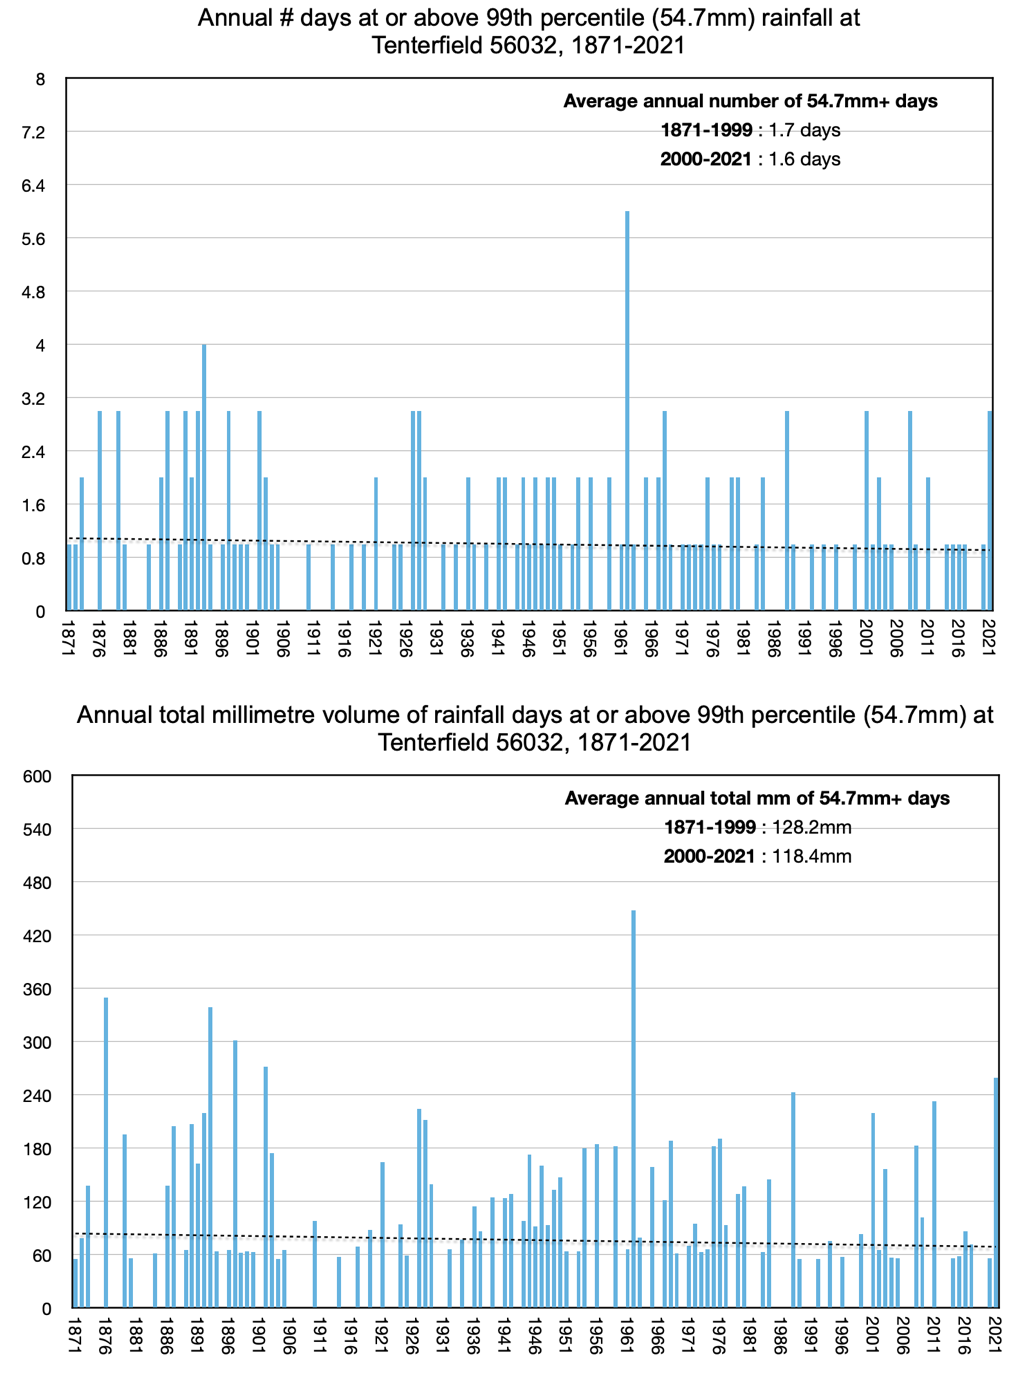 Annual # days at or above 99th percentile (54.7mm) rainfall at
Tenterfield 56032, 1871-2021
8
Average annual number of 54.7mm+ days
7.2
1871-1999 : 1.7 days
2000-2021 : 1.6 days
6.4
5.6
4.8
4
3.2
2.4
1.6
0.8
0
1871 1876 1881 1886 1891 1896 1901 1906 1911 1916 1921 1926 1931 1936 1941 1946 1951 1956 1961 1966 1971 1976 1981 1986 1991 1996 2001 2006 2011 2016 2021
Annual total millimetre volume of rainfall days at or above 99th percentile (54.7mm) at
Tenterfield 56032, 1871-2021
600
Average annual total mm of 54.7mm+ days
540
1871-1999 : 128.2mm
2000-2021 : 118.4mm
480
420
360
300
240
180
120
60
0
1871 1876 1881 1886 1891 1896 1901 1906 1911 1916 1921 1926 1931 1936 1941 1946 1951 1956 1961 1966 1971 1976 1981 1986 1991 1996 2001 2006 2011 2016 2021